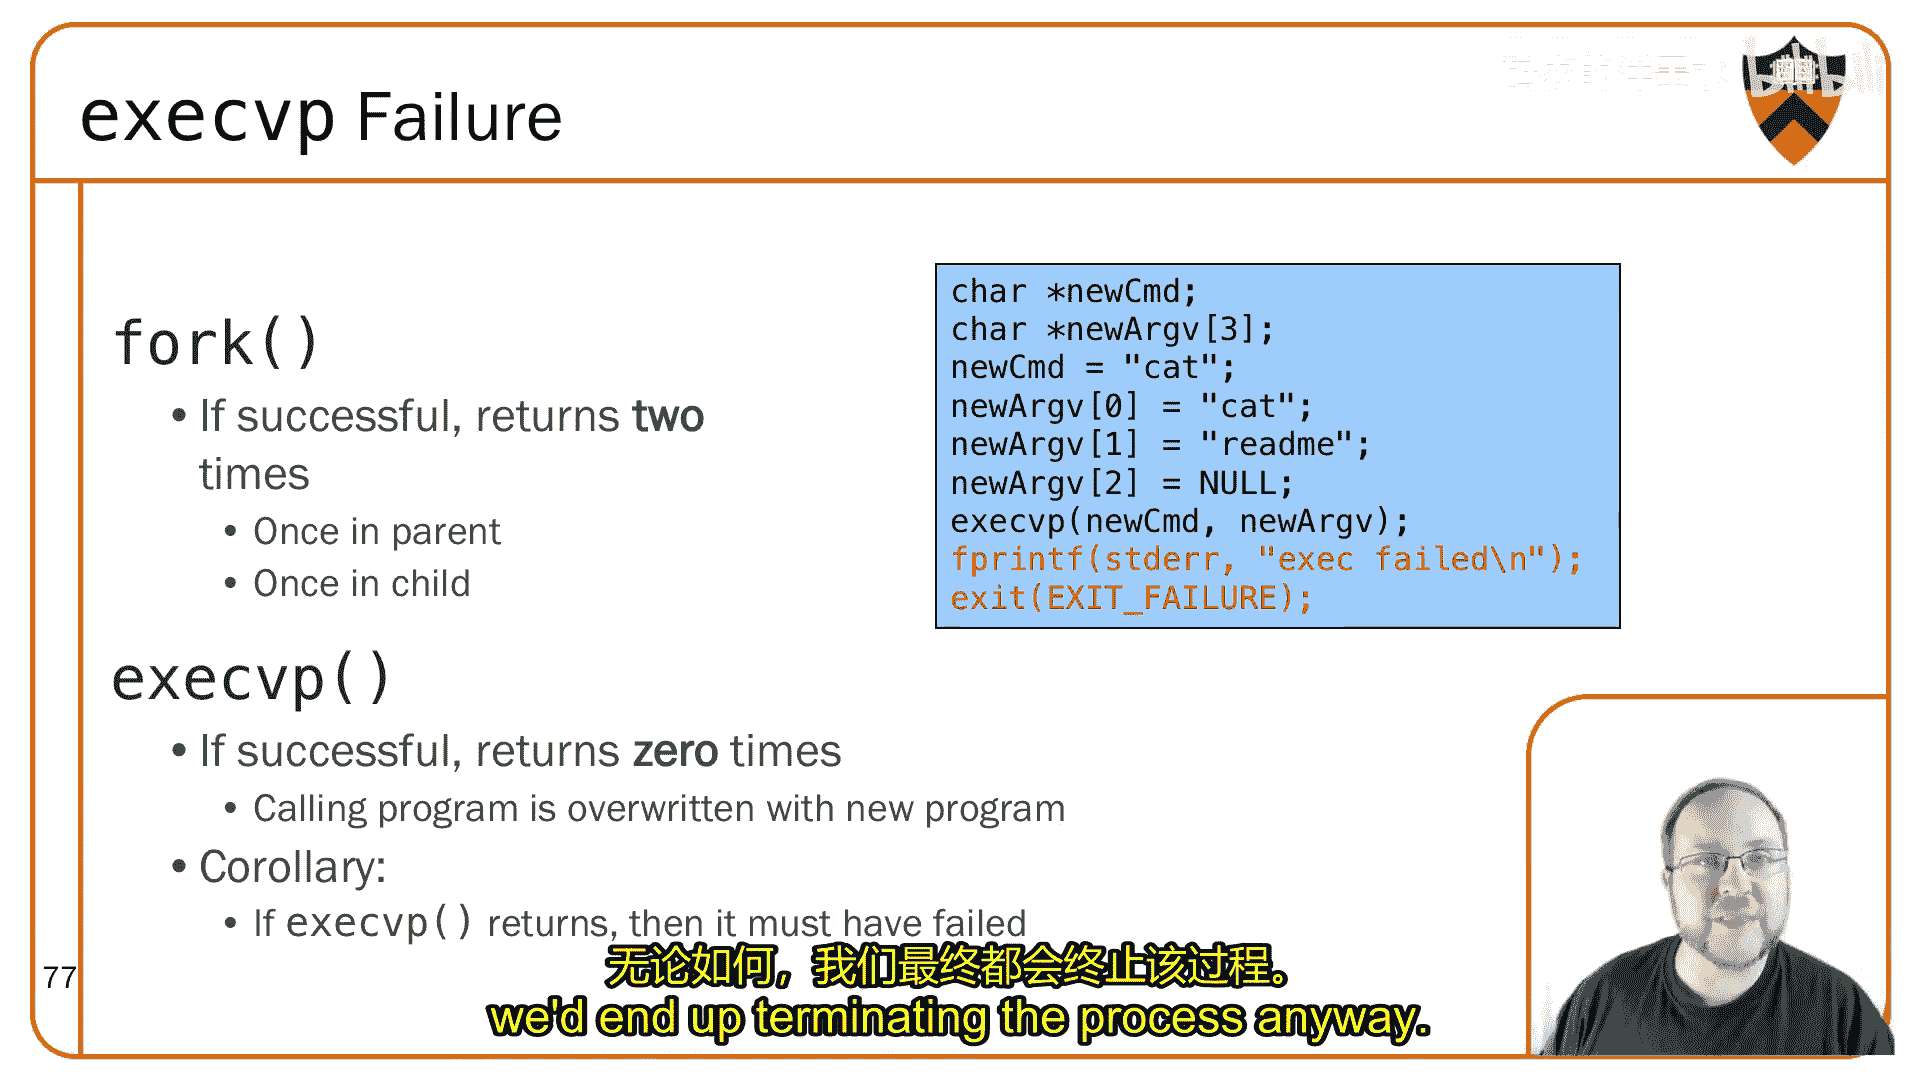 execvp Failure
fork()
• If successful, returns two
times
• Once in parent
• Once in child
execvp()
• If successful, returns zero times
• Calling program is overwritten with new program
• Corollary:
• If execvp() returns, then it must have failed
char *newCmd;
char *newArgv[3];
newCmd = "cat";
newArgv[0] = "cat";
newArgv[1] = "readme";
newArgv[2] = NULL;
execvp(newCmd, newArgv);
fprintf(stderr, "exec failed\n");
exit(EXIT_FAILURE);
77
无论如何，我们最终都会终止该过程。
we'd end up terminating the process anyway.